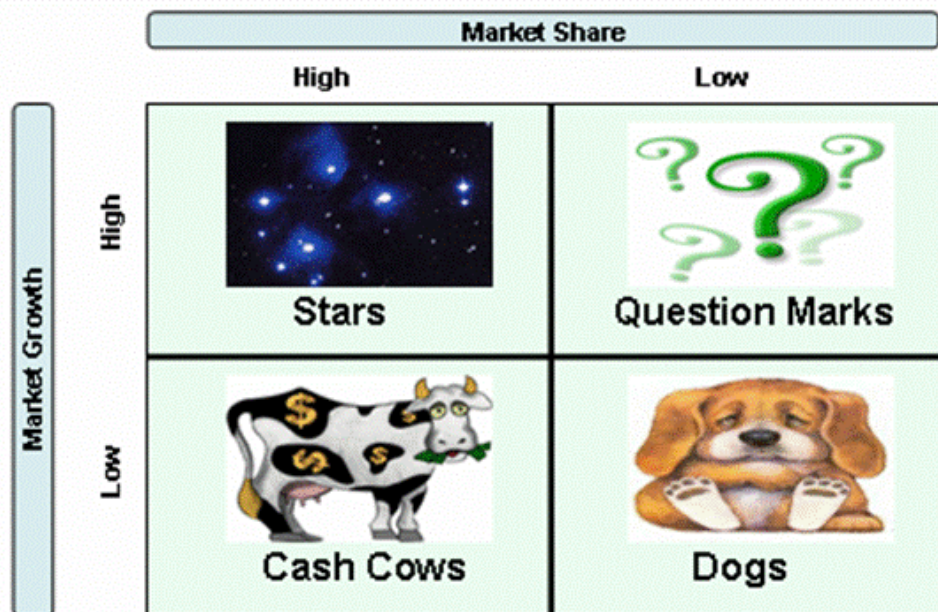 Market Share
High
Low
Market Growth
High
Stars
Question Marks
Low
Cash Cows
Dogs